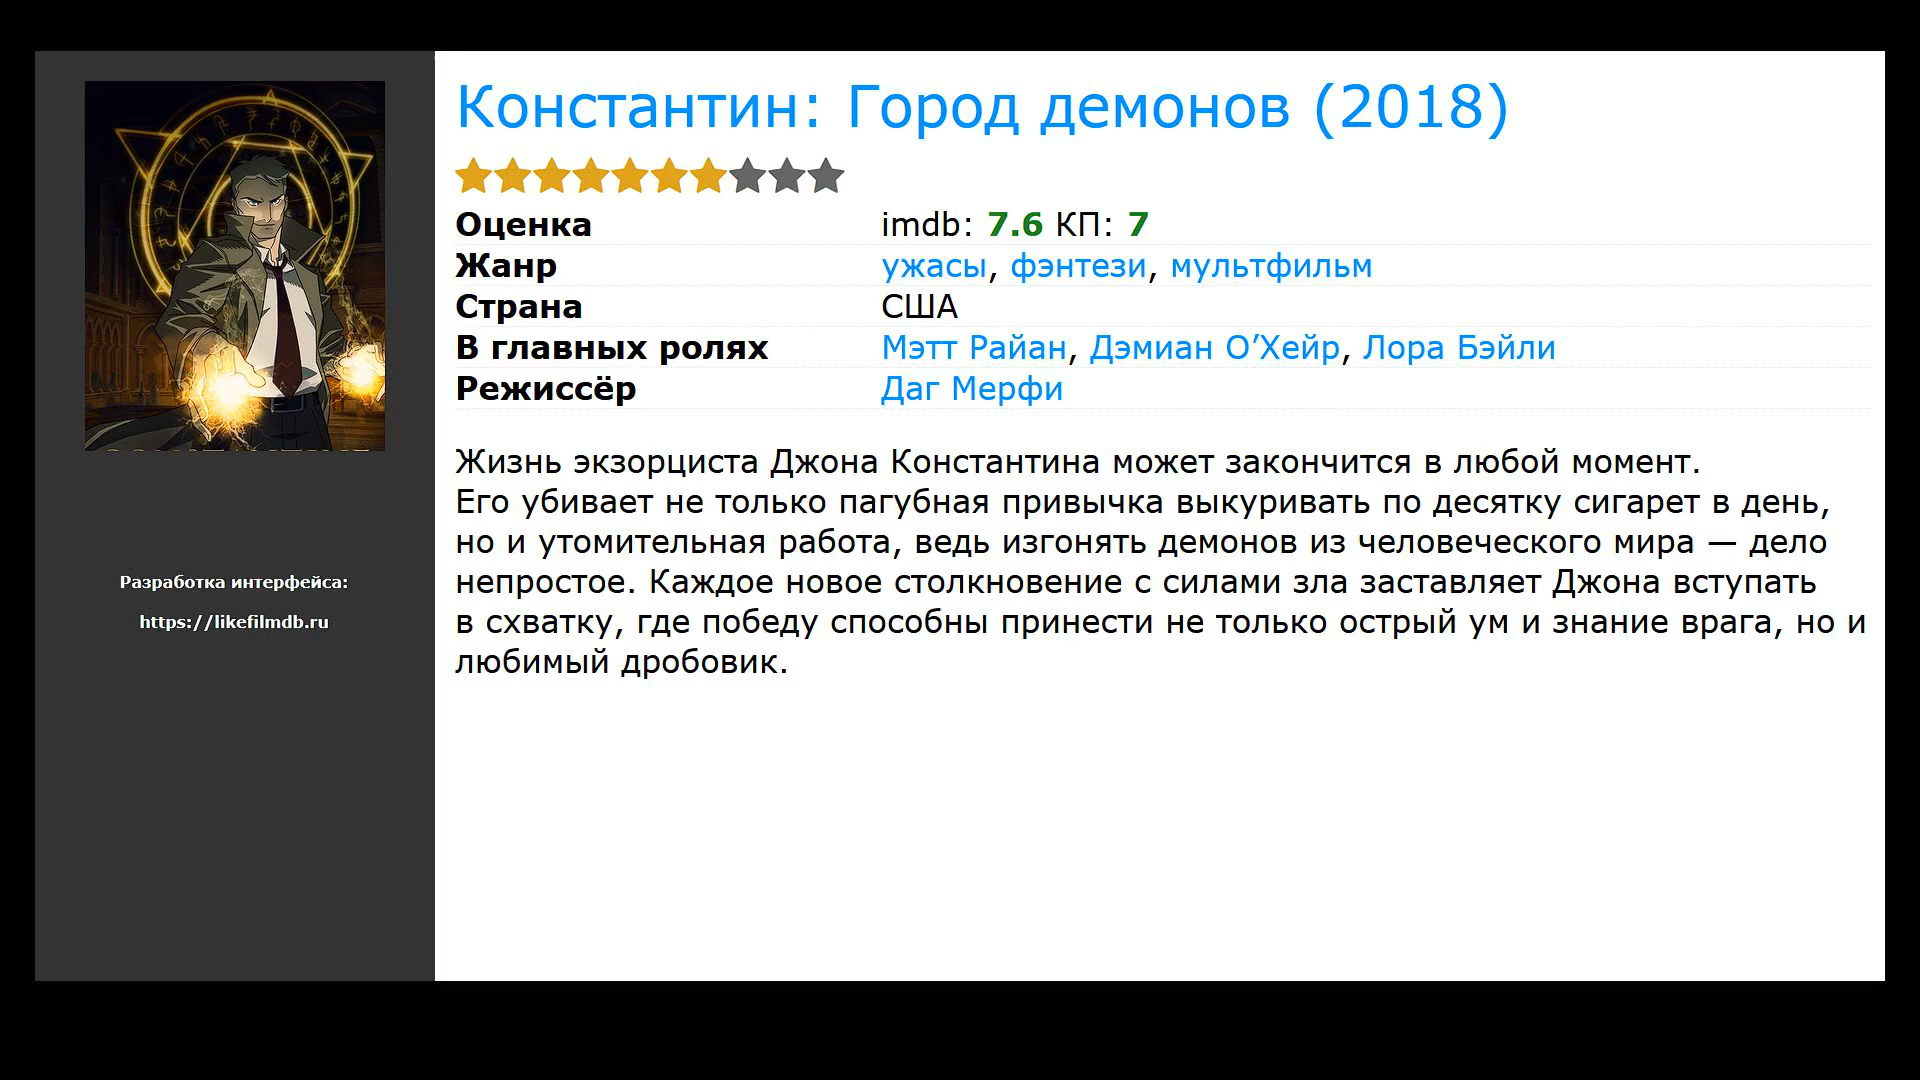 Константин: Город демонов (2018)
Оценка imdb: 7.6 КП: 7
Жанр ужасы, фэнтези, мультфильм
Страна США
В главных ролях Мэтт Райан, Дэмиан О’Хейр, Лора Бэйли
Режиссёр Даг Мерфи
Жизнь экзорциста Джона Константина может закончится в любой момент.
Его убивает не только пагубная привычка выкуривать по десятку сигарет в день,
но и утомительная работа, ведь изгонять демонов из человеческого мира — дело
непростое. Каждое новое столкновение с силами зла заставляет Джона вступать
в схватку, где победу способны принести не только острый ум и знание врага, но и
любимый дробовик.
Разработка интерфейса:
https://likefilmdb.ru